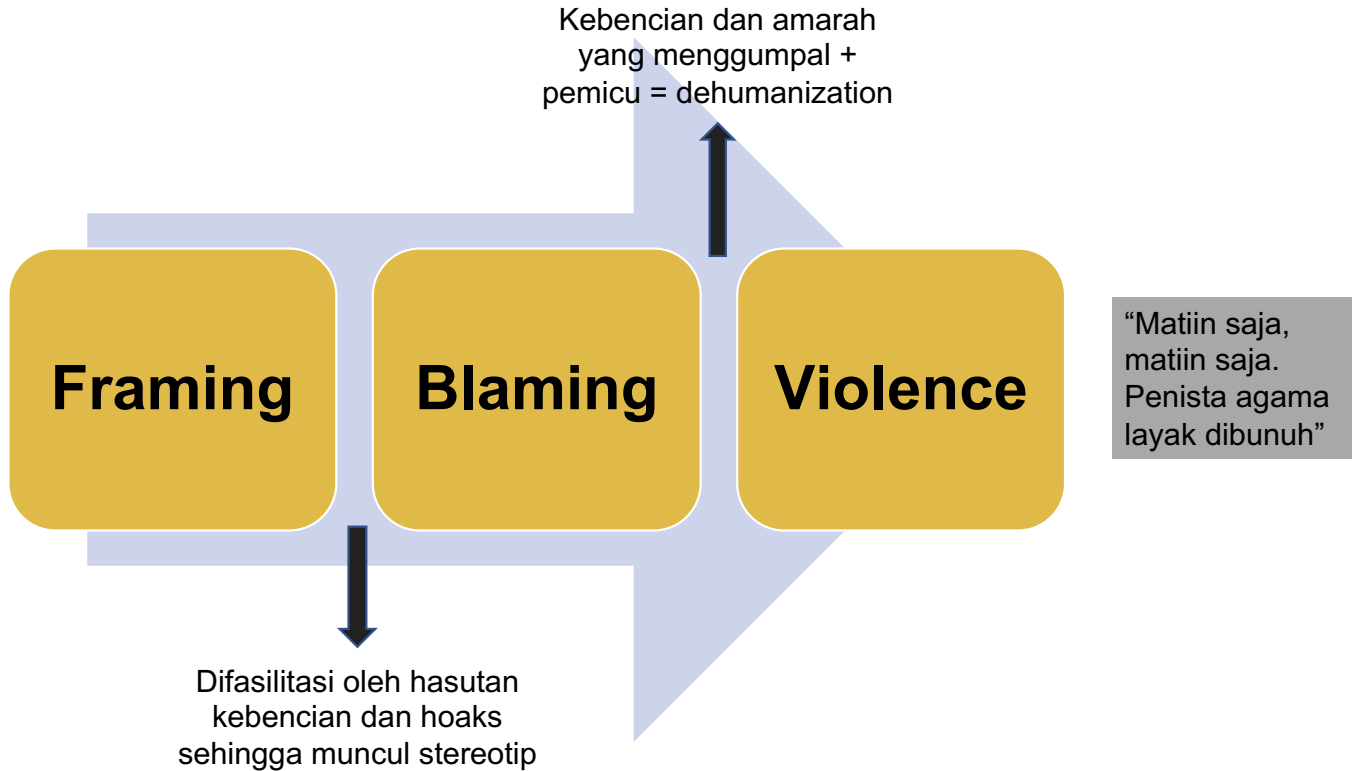 Kebencian dan amarah
yang menggumpal +
pemicu = dehumanization
Framing
Blaming
Violence
“Matiin saja,
matiin saja.
Penista agama
layak dibunuh”
Difasilitasi oleh hasutan
kebencian dan hoaks
sehingga muncul stereotip